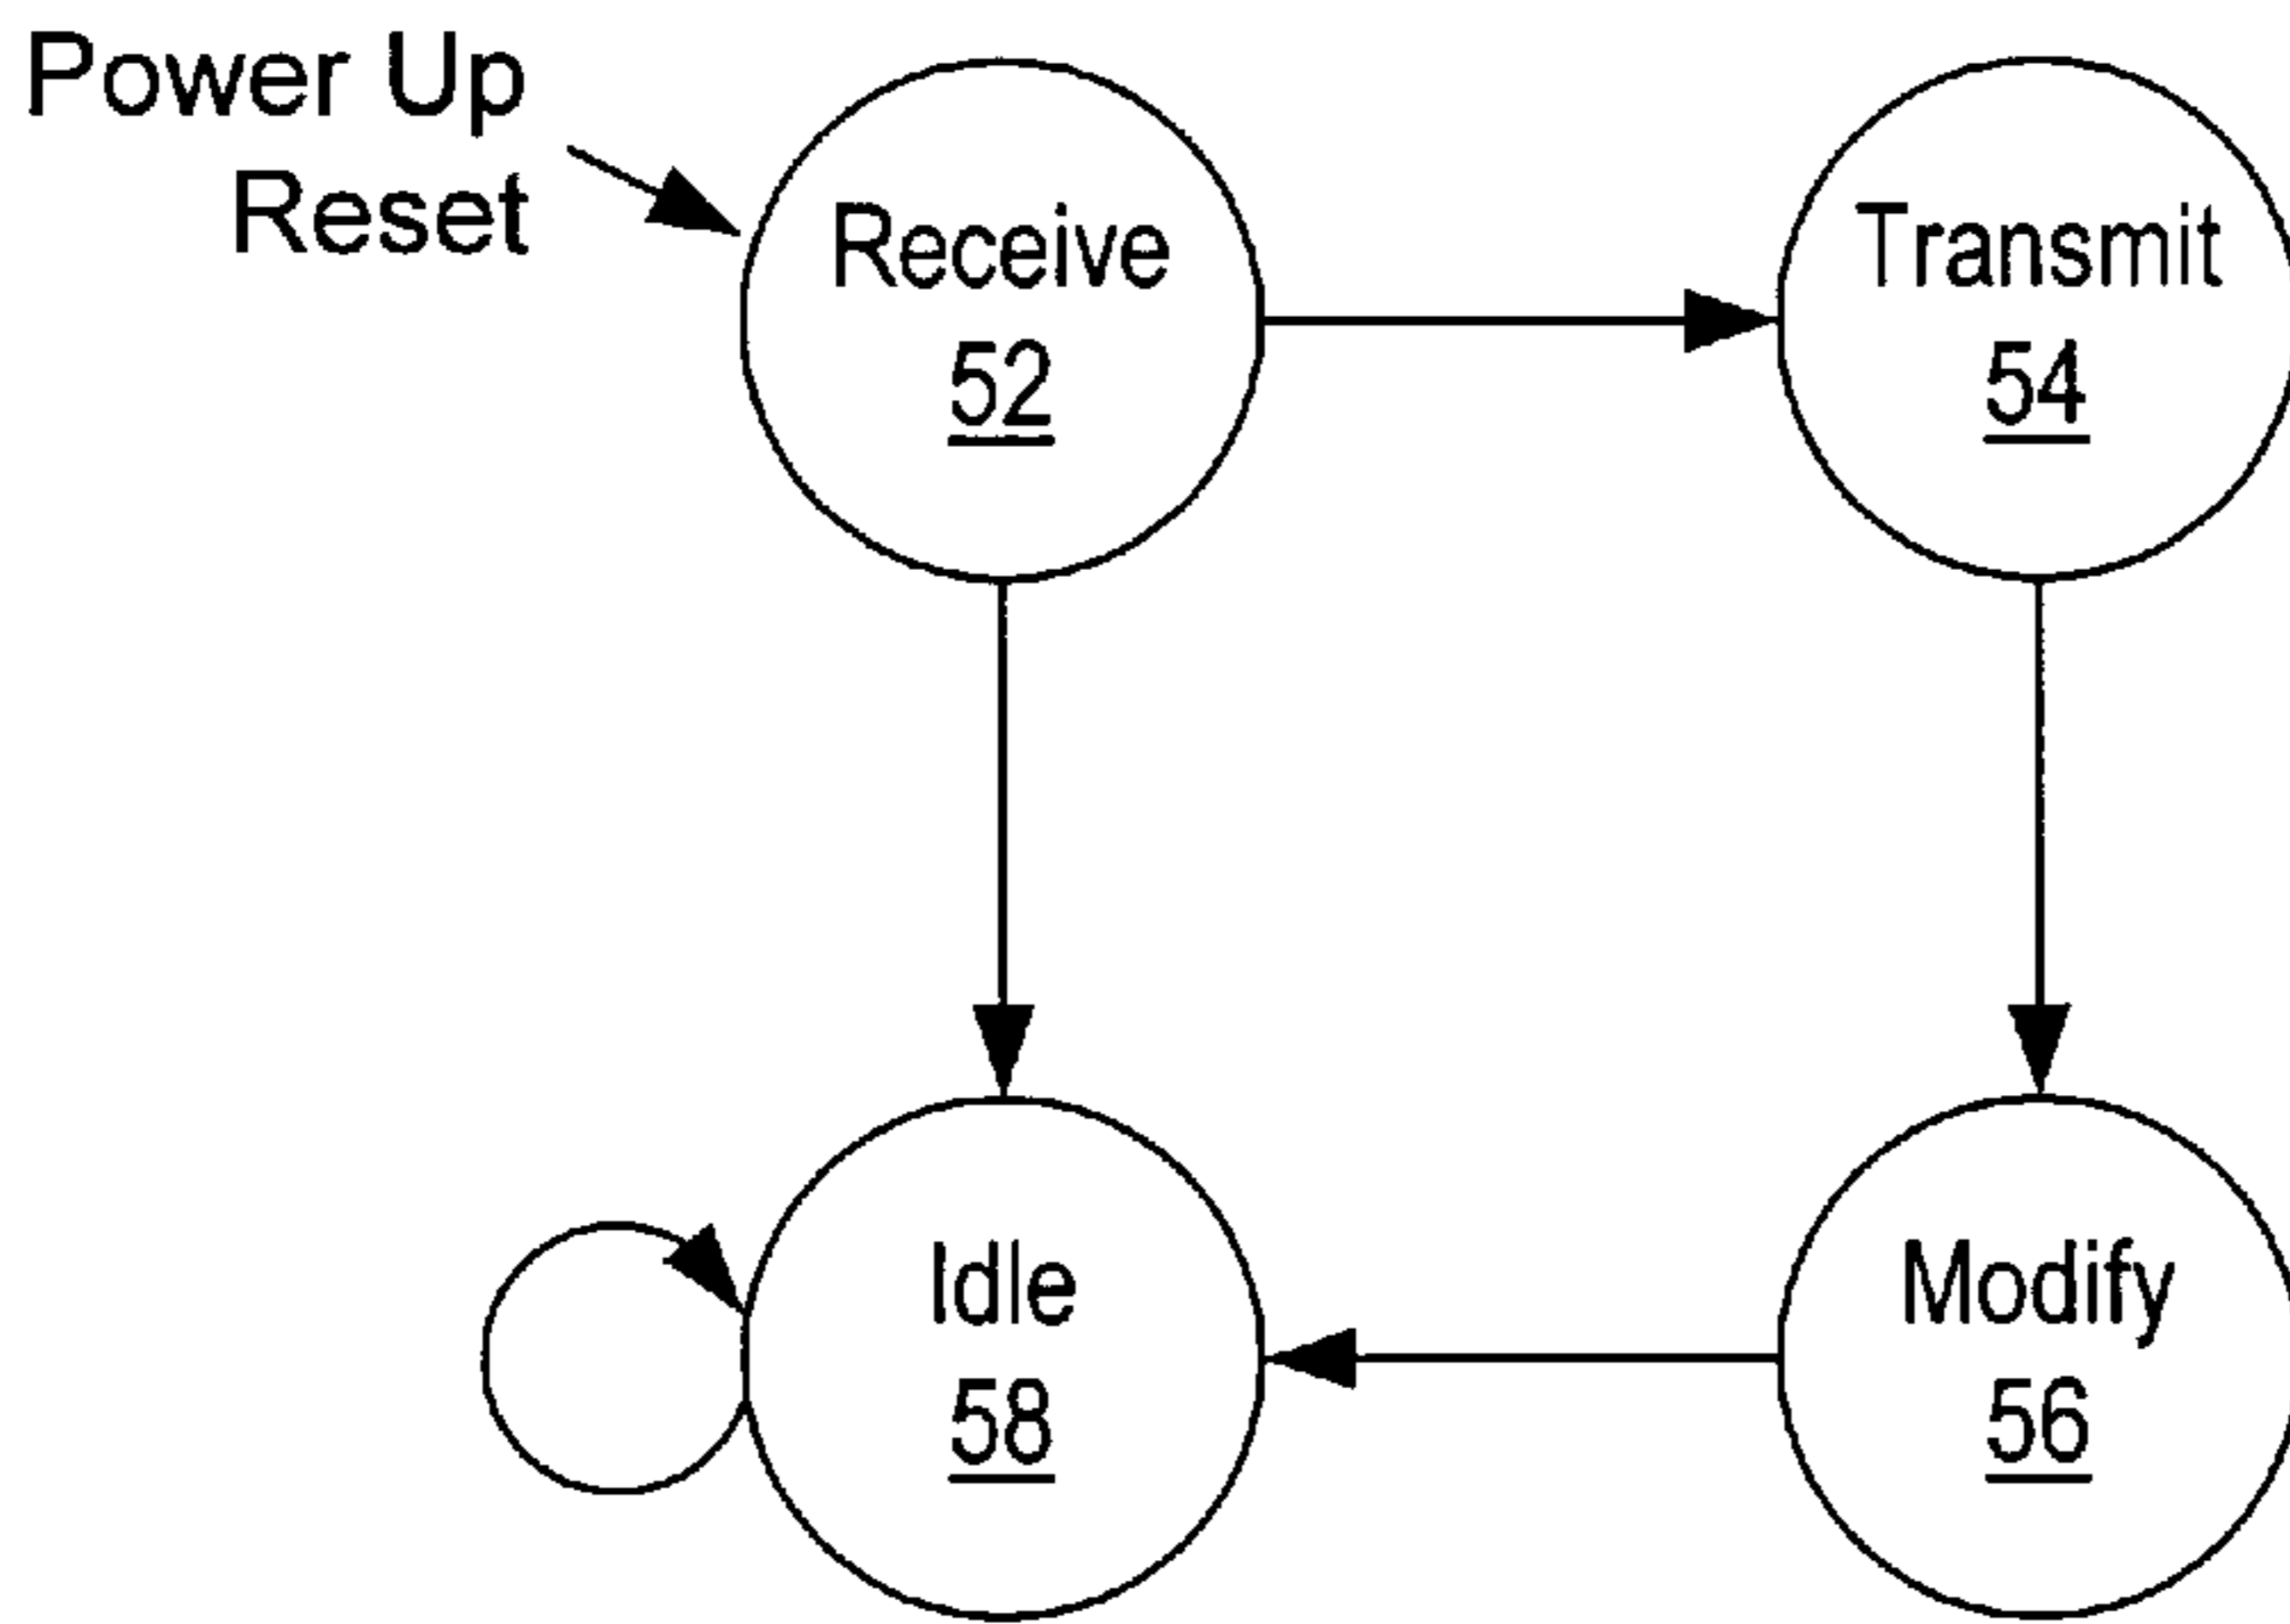 Power Up
Reset
Receive
52
Transmit
54
Idle
58
Modify
56